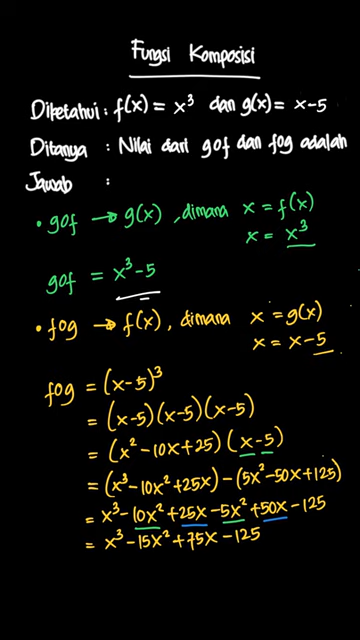 Fungsi Komposisi
Diketahui : f(x) = x³ dan g(x) = x-5
Ditanya : Nilai dari gof dan fog adalah
Jawab :
• gof → g(x) , dimana x = f(x)
x = x³
gof = x³ - 5
• fog → f(x) , dimana x = g(x)
x = x - 5
fog = (x - 5)³
= (x-5) (x-5) (x-5)
= (x² - 10x + 25) (x - 5)
= (x³ - 10x² + 25x) - (5x² - 50x + 125)
= x³ - 10x² + 25x - 5x² + 50x - 125
= x³ - 15x² + 75x - 125